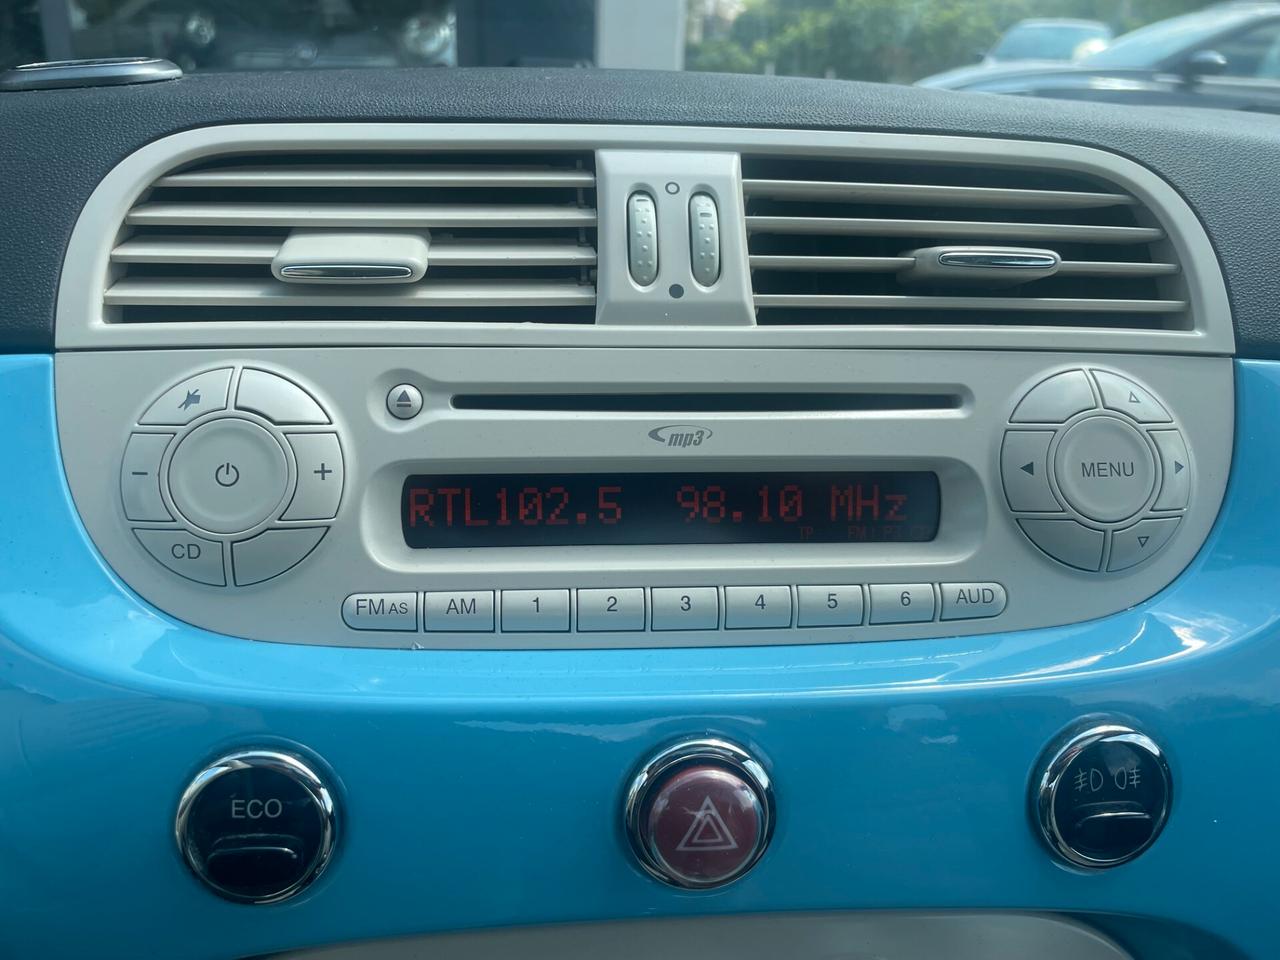 mp3
CD
MENU
RTL102.5 98.10 MHz
TP
FM AS AM 1 2 3 4 5 6 AUD
ECO